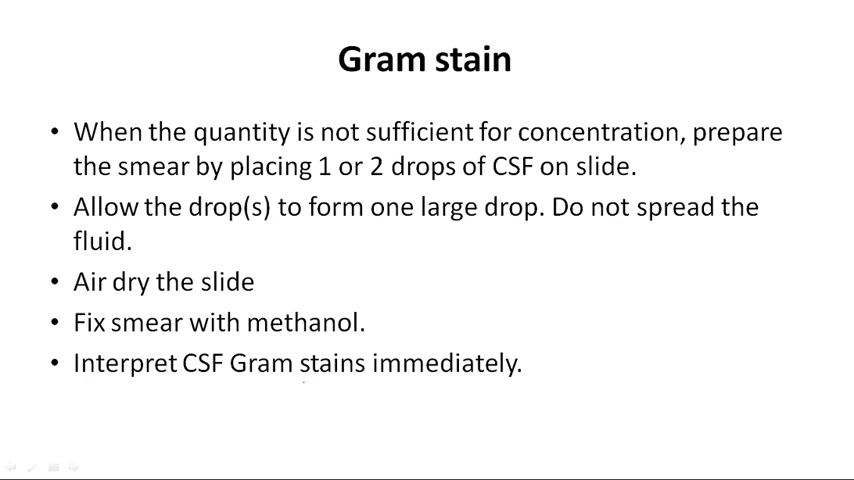 Gram stain
• When the quantity is not sufficient for concentration, prepare
the smear by placing 1 or 2 drops of CSF on slide.
• Allow the drop(s) to form one large drop. Do not spread the
fluid.
• Air dry the slide
• Fix smear with methanol.
• Interpret CSF Gram stains immediately.